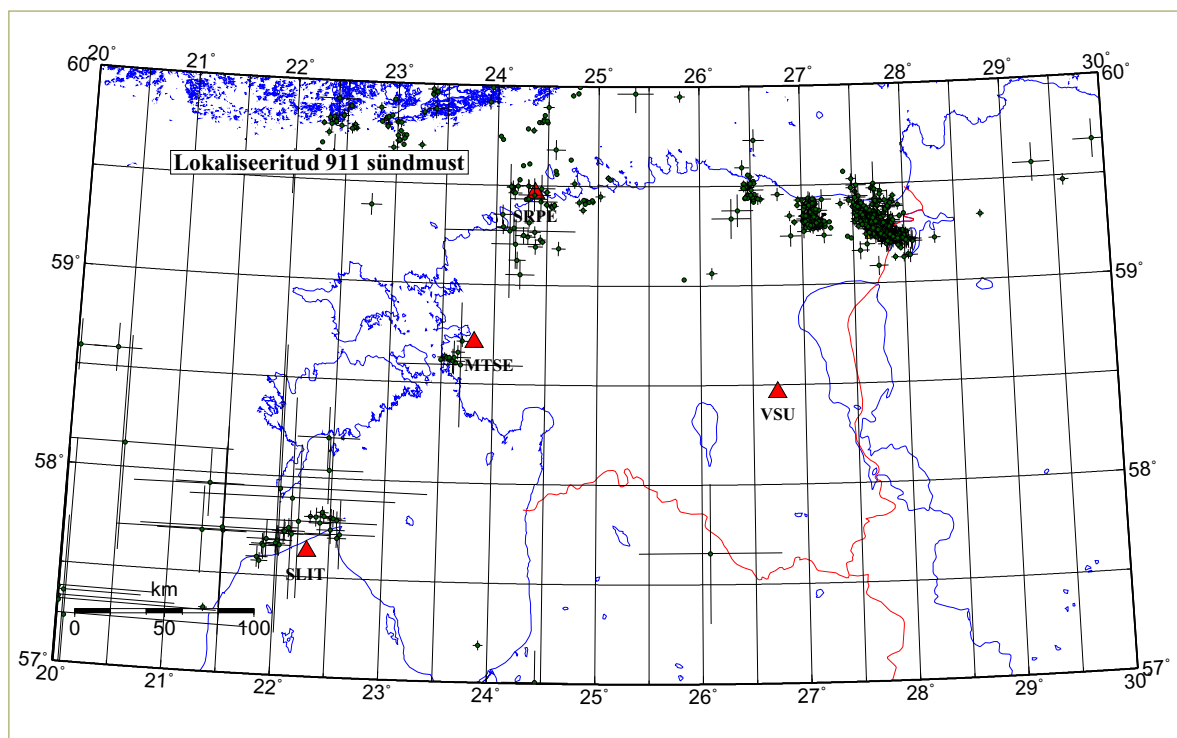 20° 21 22 23 24 25 26 27 28 29 30°
60° 60°
Lokaliseeritud 911 sündmust
SRPE
59° 59°
MTSE
VSU
58° 58°
SLIT
km
0 50 100
57° 57°
20° 21 22 23 24 25 26 27 28 29 30°